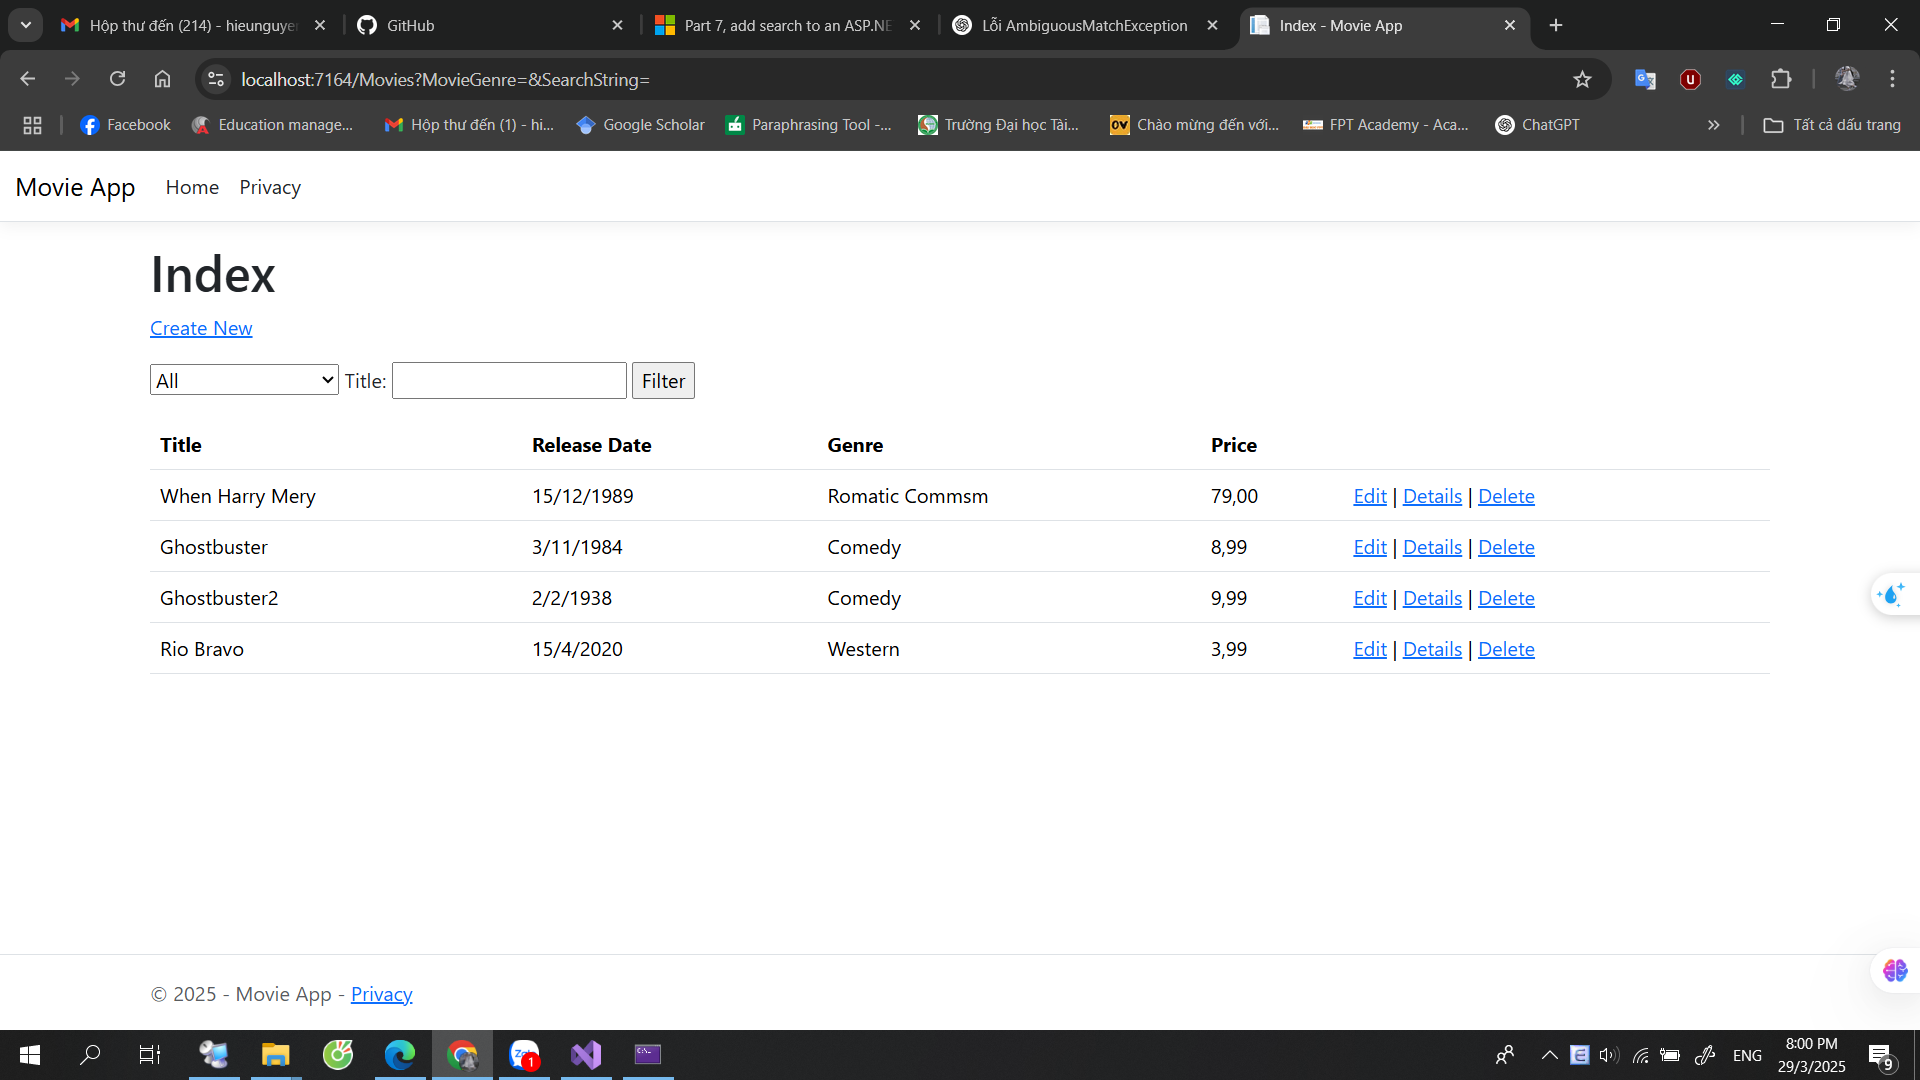 Hộp thư đến (214) - hieunguye
GitHub
Part 7, add search to an ASP.NE
Lỗi AmbiguousMatchException
Index - Movie App
localhost:7164/Movies?MovieGenre=&SearchString=
Facebook
Education manage...
Hộp thư đến (1) - hi...
Google Scholar
Paraphrasing Tool -...
Trường Đại học Tài...
OV
Chào mừng đến với...
FPT Academy - Aca...
ChatGPT
Tất cả dấu trang
Movie App Home Privacy
Index
Create New
All Title: Filter
Title Release Date Genre Price
When Harry Mery 15/12/1989 Romatic Commsm 79,00 Edit | Details | Delete
Ghostbuster 3/11/1984 Comedy 8,99 Edit | Details | Delete
Ghostbuster2 2/2/1938 Comedy 9,99 Edit | Details | Delete
Rio Bravo 15/4/2020 Western 3,99 Edit | Details | Delete
© 2025 - Movie App - Privacy
1
ENG
8:00 PM
29/3/2025
9